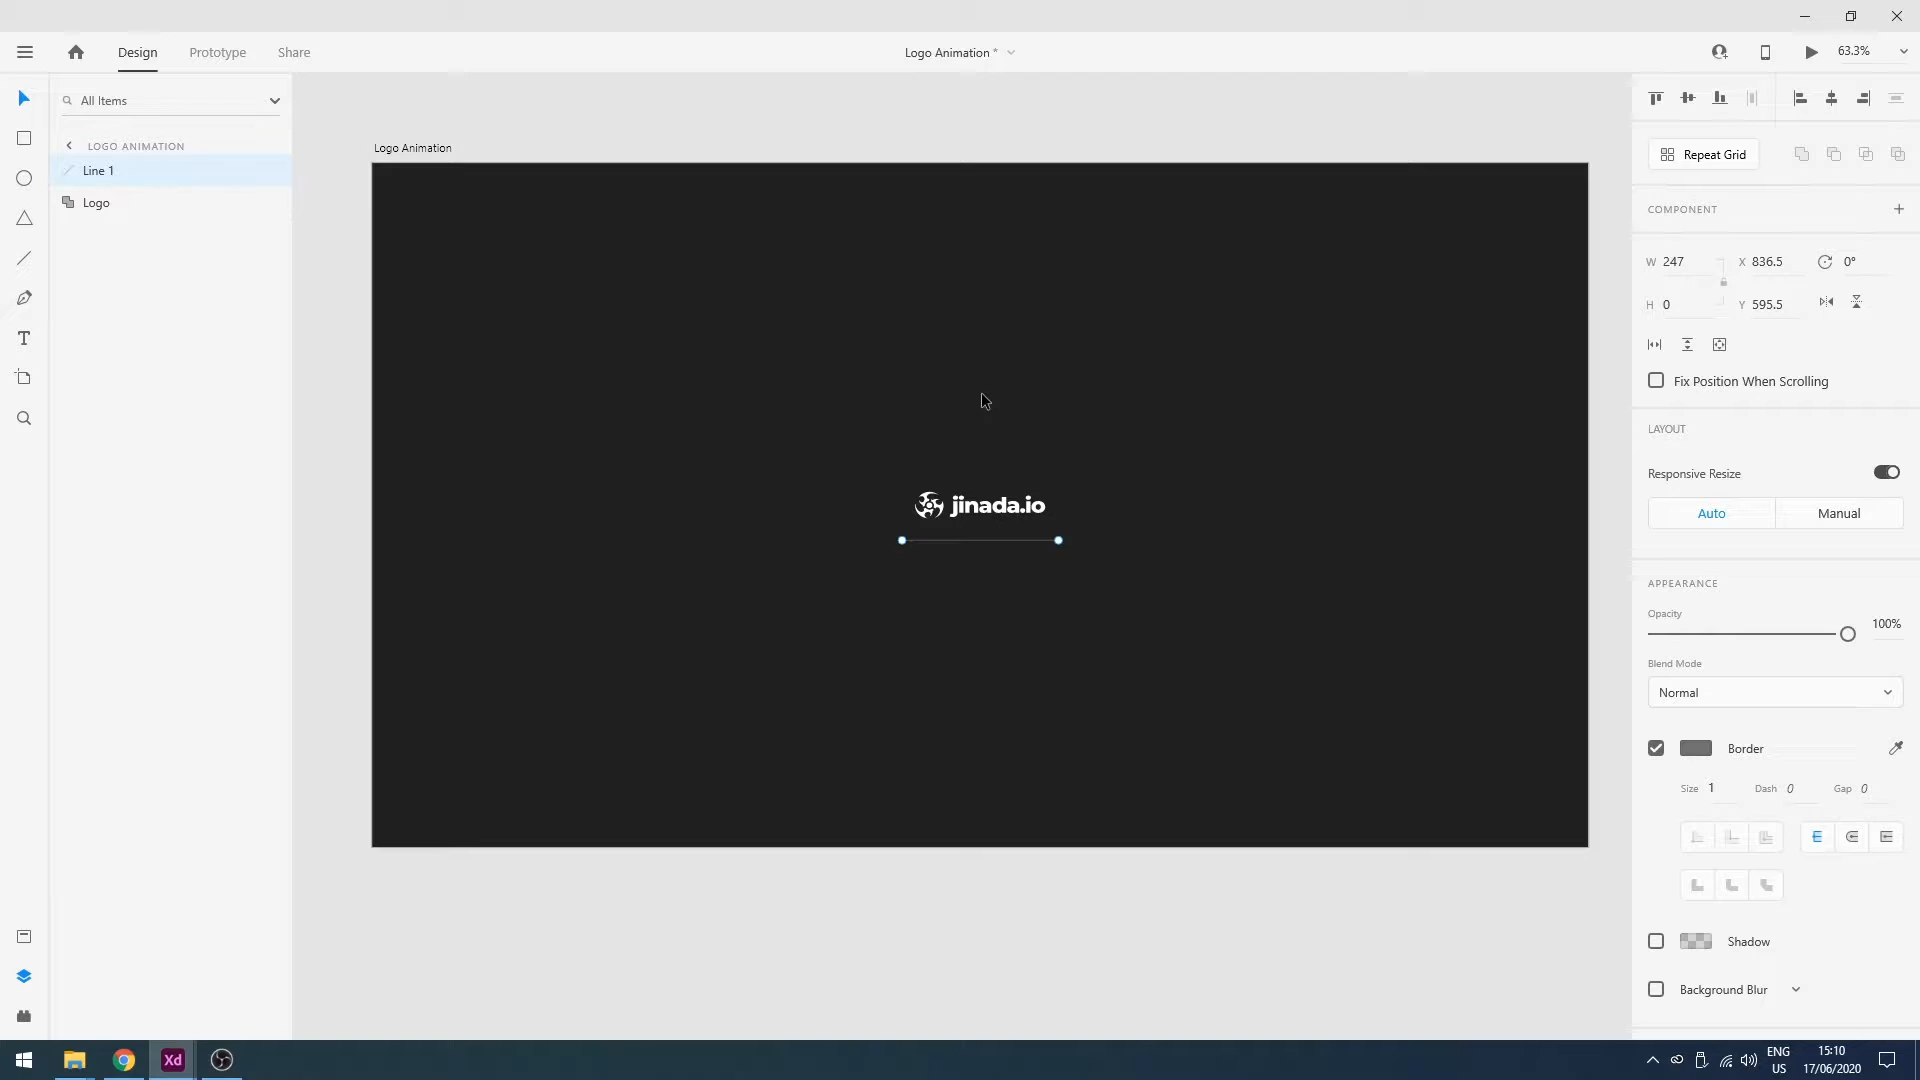 Design
Prototype
Share
Logo Animation *
63.3%
All Items
LOGO ANIMATION
Line 1
Logo
Logo Animation
jinada.io
Repeat Grid
COMPONENT
W 247
X 836.5
0°
H 0
Y 595.5
Fix Position When Scrolling
LAYOUT
Responsive Resize
Auto
Manual
APPEARANCE
Opacity
100%
Blend Mode
Normal
Border
Size 1
Dash 0
Gap 0
Shadow
Background Blur
Xd
ENG
US
15:10
17/06/2020